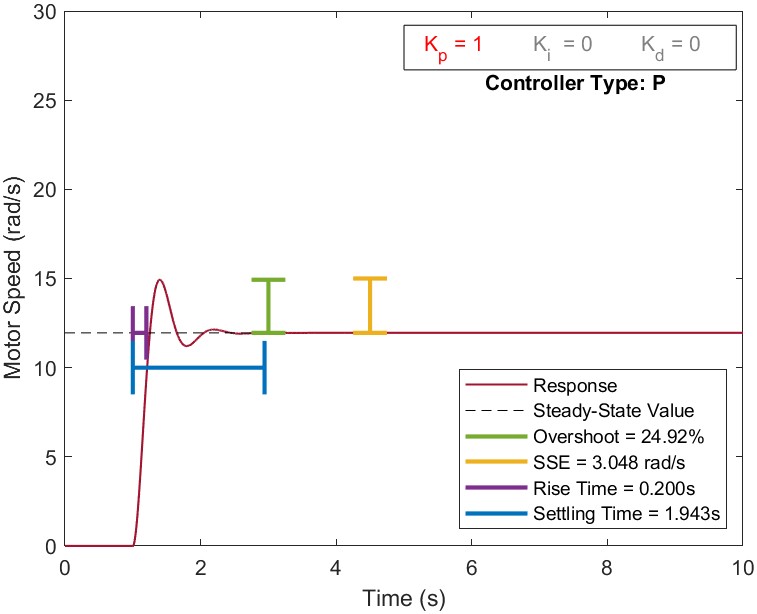 30
25
20
15
10
5
0
Motor Speed (rad/s)
Kp = 1 Ki = 0 Kd = 0
Controller Type: P
Response
Steady-State Value
Overshoot = 24.92%
SSE = 3.048 rad/s
Rise Time = 0.200s
Settling Time = 1.943s
0 2 4 6 8 10
Time (s)